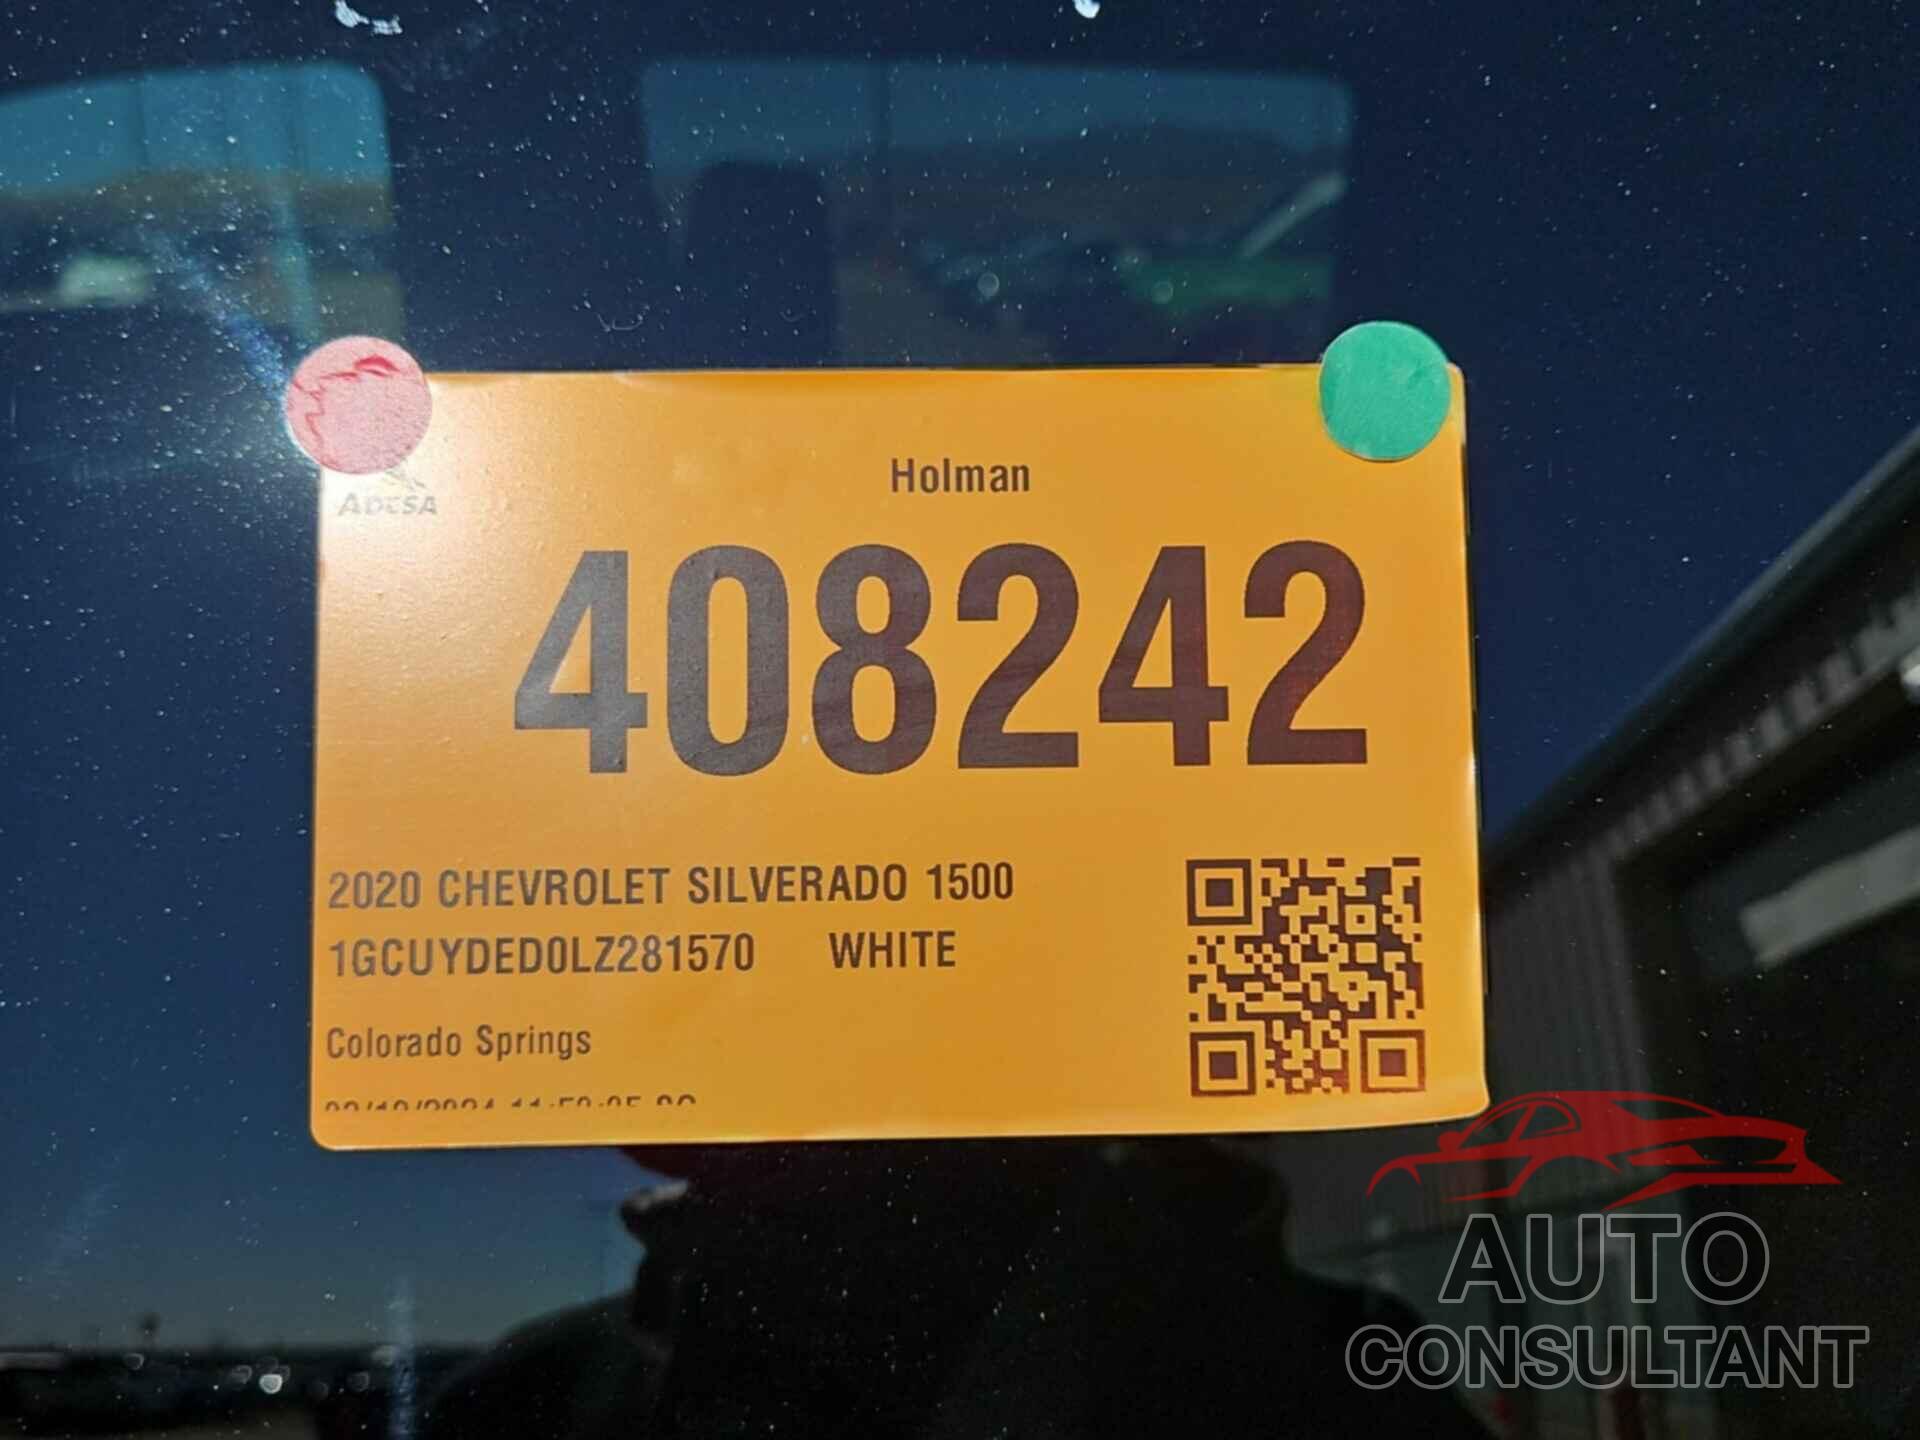 Holman
ADESA
408242
2020 CHEVROLET SILVERADO 1500
1GCUYDED0LZ281570 WHITE
Colorado Springs
AUTO
CONSULTANT